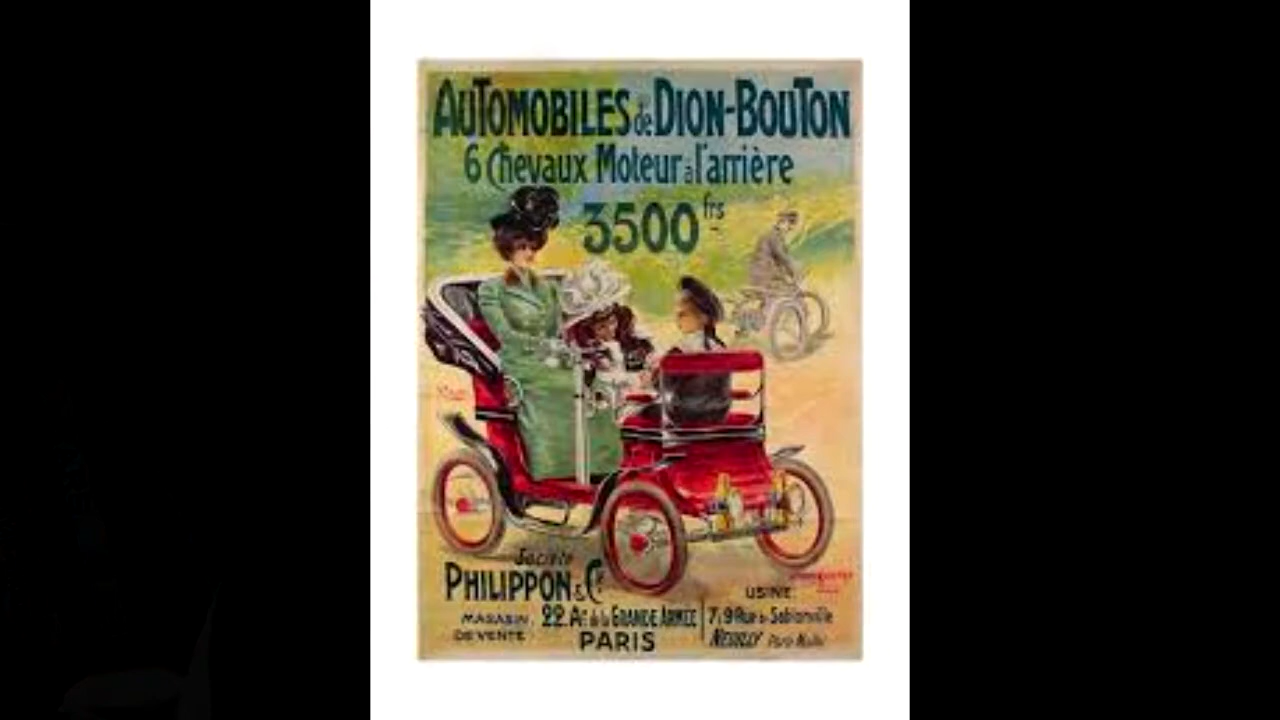 AUTOMOBILES de DION-BOUTON
6 Chevaux Moteur à l'arrière
3500 frs
Société
PHILIPPON & Cie
USINE
MAGASIN 22 Ae de la GRANDE ARMÉE 7,9 Rue de Sablonville
DE VENTE PARIS NEUILLY